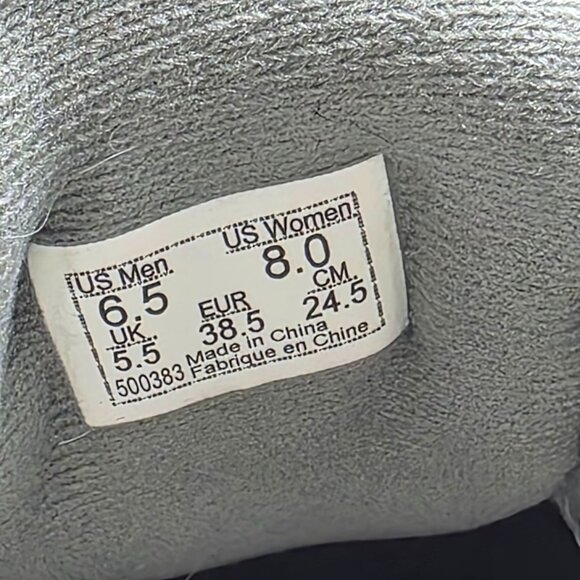 US Men US Women
6.5 8.0
UK EUR CM.
5.5 38.5 24.5
500383 Made in China
Fabrique en Chine